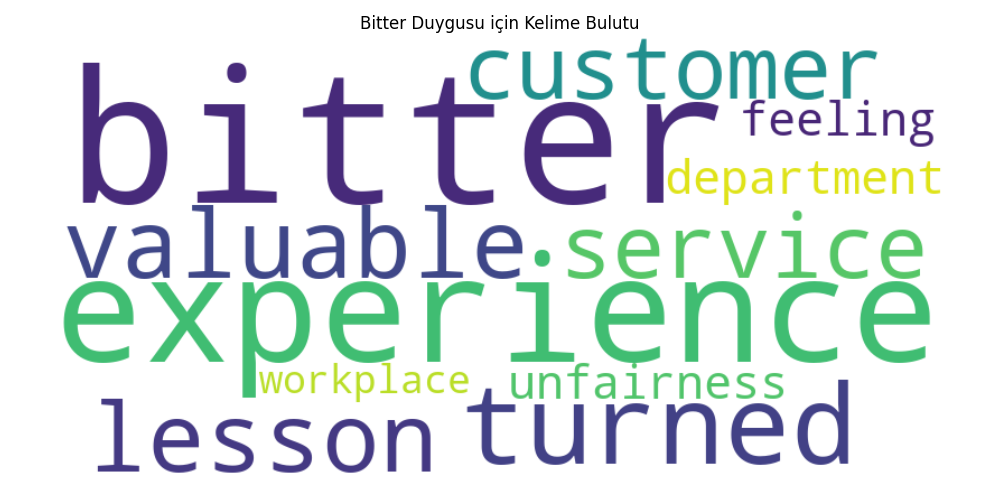 Bitter Duygusu için Kelime Bulutu
customer
bitter
feeling
department
valuable
service
experience
workplace
unfairness
lesson
turned